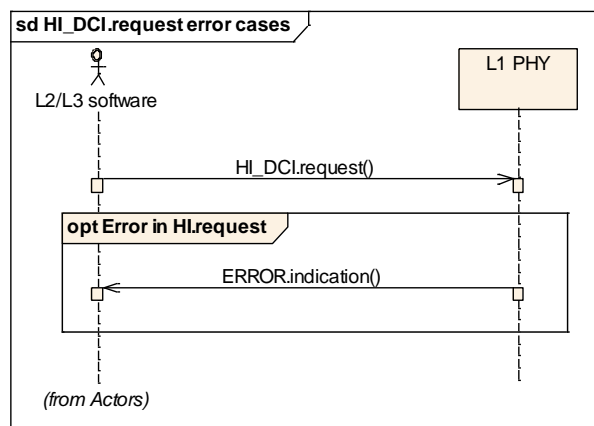 sd HI_DCI.request error cases
L2/L3 software
L1 PHY
HI_DCI.request()
opt Error in HI.request
ERROR.indication()
(from Actors)